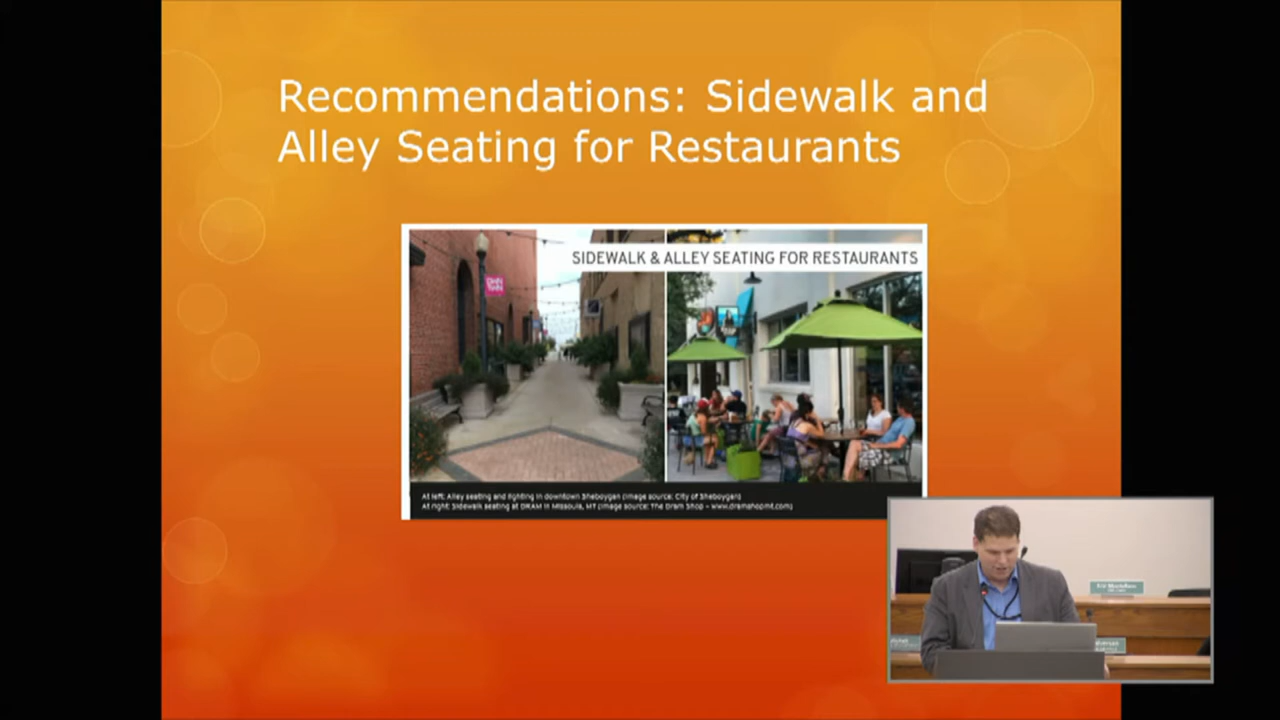 Recommendations: Sidewalk and
Alley Seating for Restaurants
SIDEWALK & ALLEY SEATING FOR RESTAURANTS
At left: Alley seating and lighting in downtown Sheboygan (Image source: City of Sheboygan)
At right: Sidewalk seating at DRAM in Missoula, MT (Image source: The Dram Shop – www.dramshopmt.com)